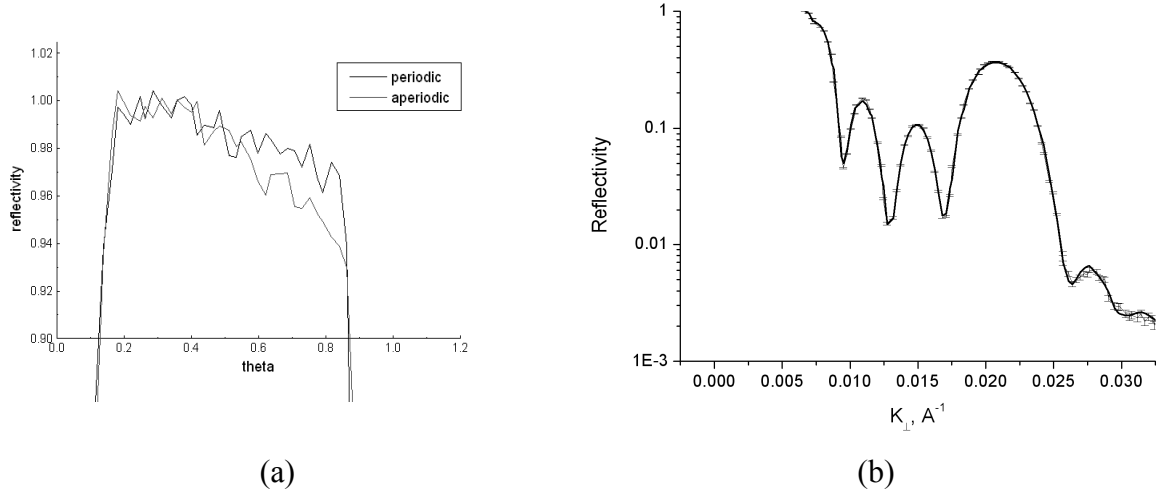 1.02
1.00
0.98
0.96
0.94
0.92
0.90
0.0 0.2 0.4 0.6 0.8 1.0 1.2
reflectivity
theta
periodic
aperiodic
(a)
1
0.1
0.01
1E-3
0.000 0.005 0.010 0.015 0.020 0.025 0.030
Reflectivity
K⊥, A⁻¹
(b)